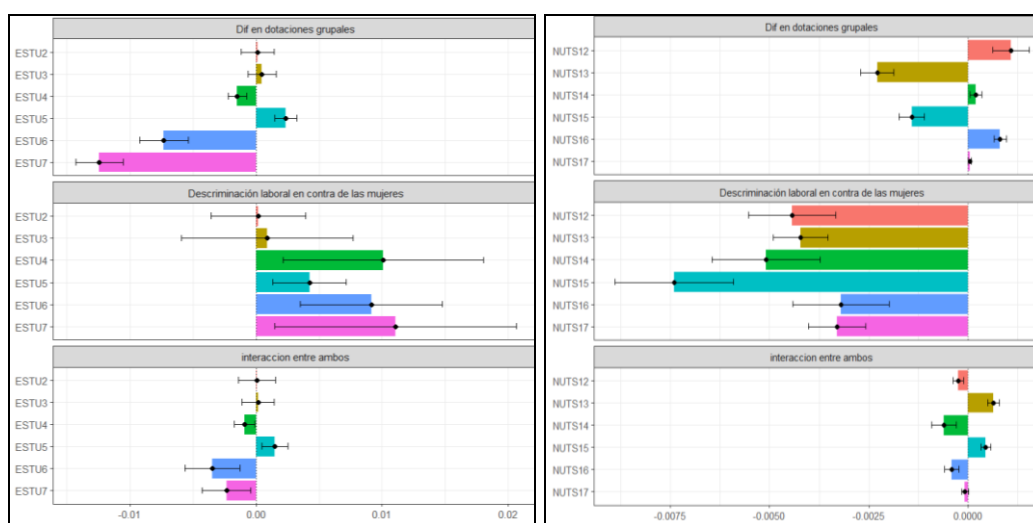 Dif en dotaciones grupales
ESTU2
ESTU3
ESTU4
ESTU5
ESTU6
ESTU7
Descriminación laboral en contra de las mujeres
ESTU2
ESTU3
ESTU4
ESTU5
ESTU6
ESTU7
interaccion entre ambos
ESTU2
ESTU3
ESTU4
ESTU5
ESTU6
ESTU7
-0.01 0.00 0.01 0.02
Dif en dotaciones grupales
NUTS12
NUTS13
NUTS14
NUTS15
NUTS16
NUTS17
Descriminación laboral en contra de las mujeres
NUTS12
NUTS13
NUTS14
NUTS15
NUTS16
NUTS17
interaccion entre ambos
NUTS12
NUTS13
NUTS14
NUTS15
NUTS16
NUTS17
-0.0075 -0.0050 -0.0025 0.0000